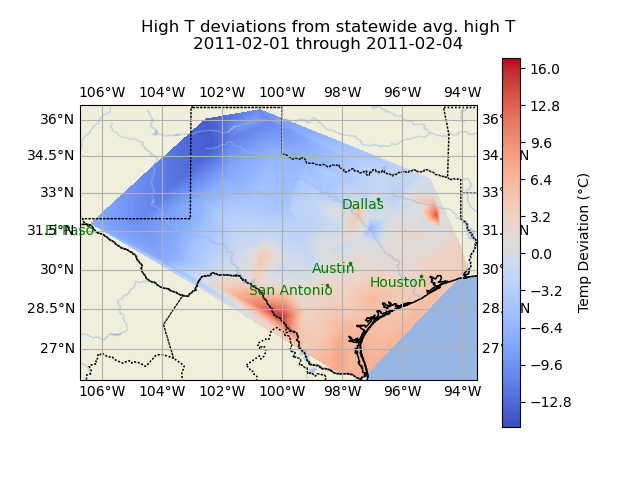 High T deviations from statewide avg. high T
2011-02-01 through 2011-02-04
106°W 104°W 102°W 100°W 98°W 96°W 94°W
36°N
34.5°N
33°N
31.5°N
30°N
28.5°N
27°N
El Paso
Dallas
Austin
San Antonio
Houston
36°
34. N
33°
31. N
30°
28. N
27°
106°W 104°W 102°W 100°W 98°W 96°W 94°W
16.0
12.8
9.6
6.4
3.2
0.0
−3.2
−6.4
−9.6
−12.8
Temp Deviation (°C)